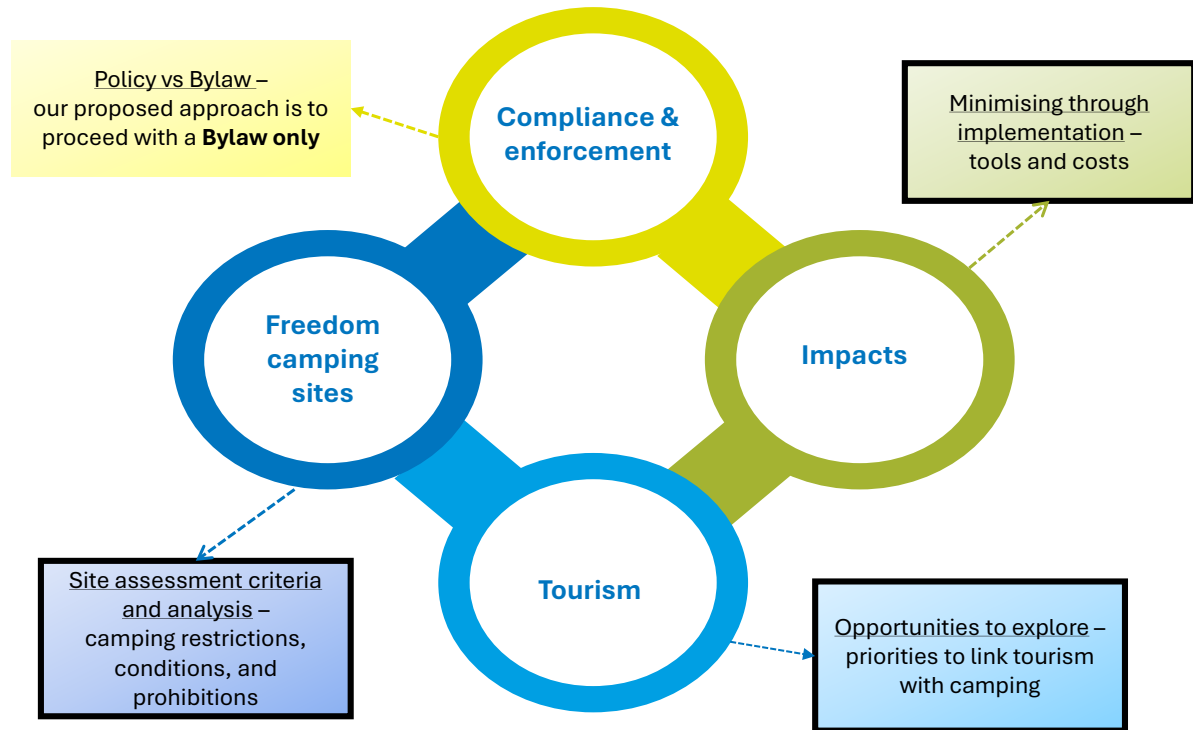 Policy vs Bylaw –
our proposed approach is to
proceed with a Bylaw only
Compliance &
enforcement
Minimising through
implementation –
tools and costs
Freedom
camping
sites
Impacts
Tourism
Site assessment criteria
and analysis –
camping restrictions,
conditions, and
prohibitions
Opportunities to explore –
priorities to link tourism
with camping